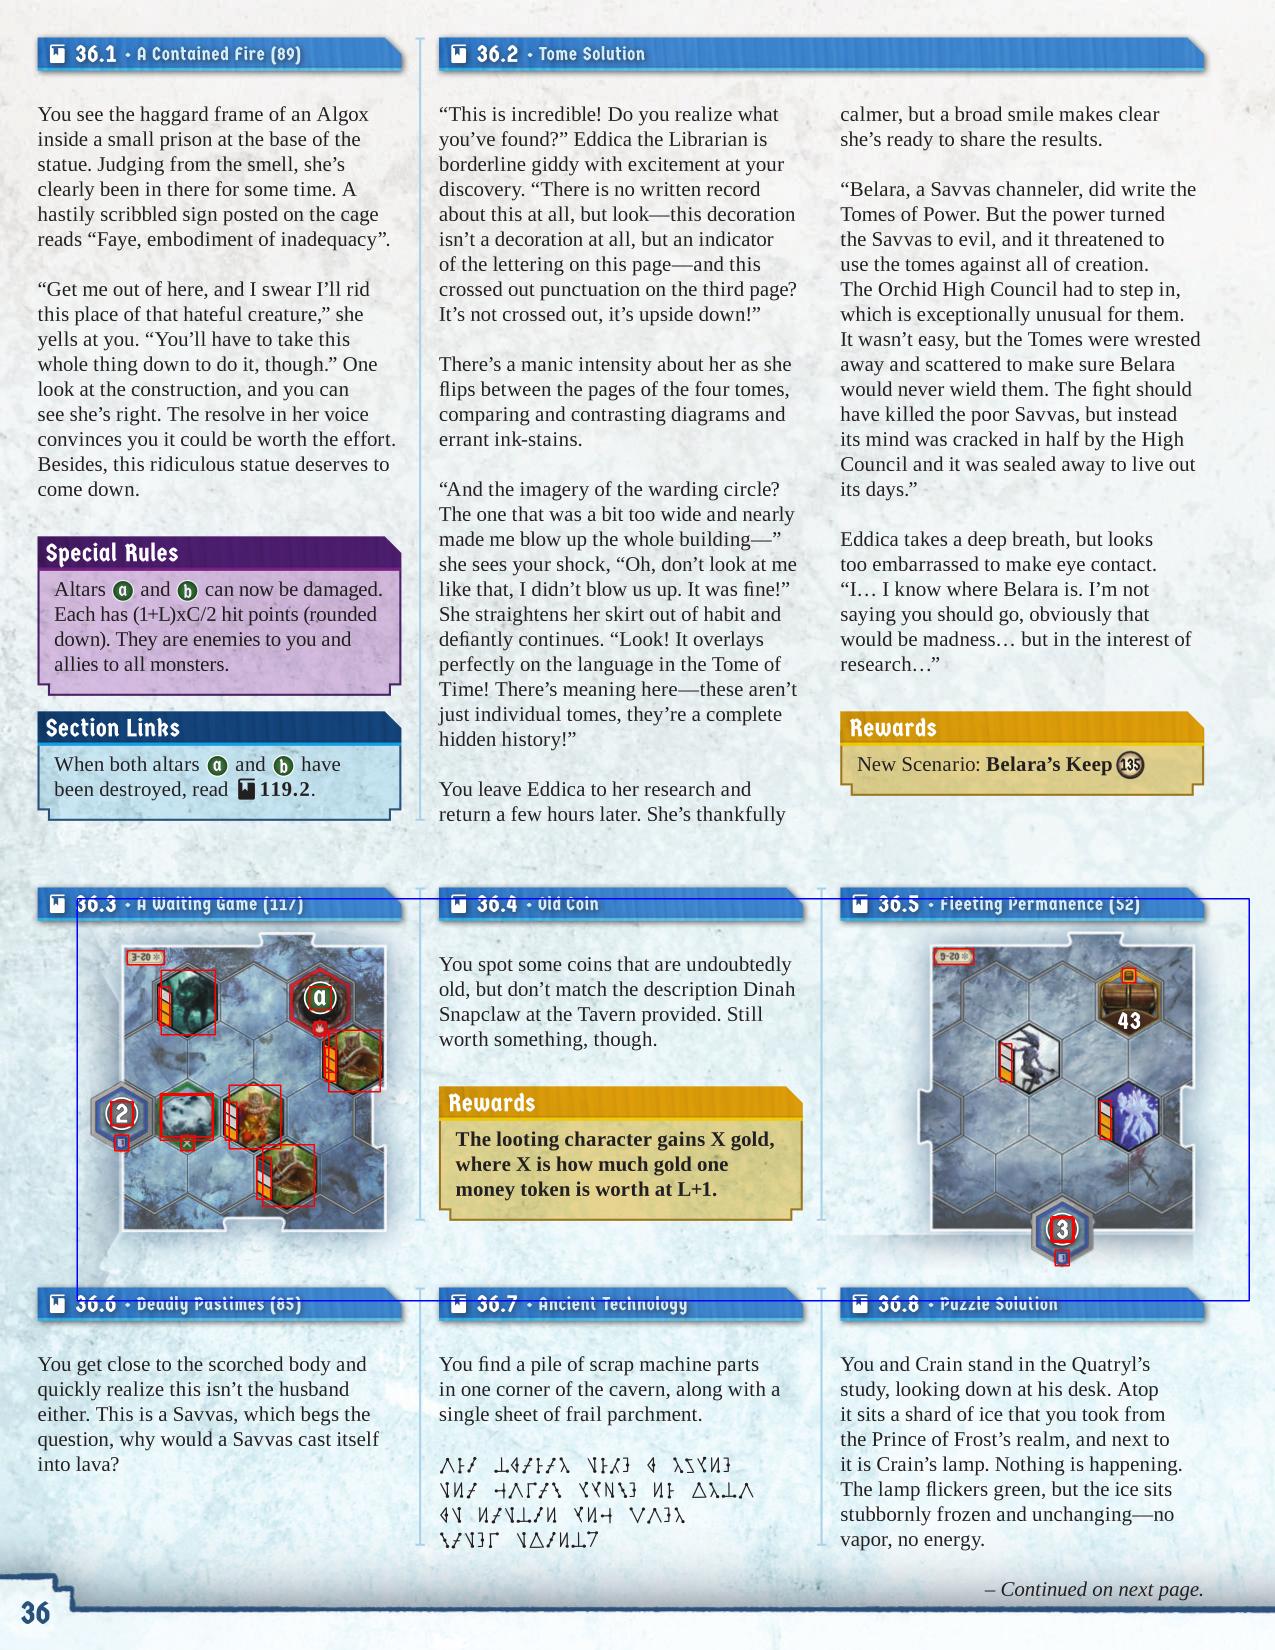 36.1 • A Contained Fire (89)
You see the haggard frame of an Algox
inside a small prison at the base of the
statue. Judging from the smell, she’s
clearly been in there for some time. A
hastily scribbled sign posted on the cage
reads “Faye, embodiment of inadequacy”.
“Get me out of here, and I swear I’ll rid
this place of that hateful creature,” she
yells at you. “You’ll have to take this
whole thing down to do it, though.” One
look at the construction, and you can
see she’s right. The resolve in her voice
convinces you it could be worth the effort.
Besides, this ridiculous statue deserves to
come down.
Special Rules
Altars a and b can now be damaged.
Each has (1+L)xC/2 hit points (rounded
down). They are enemies to you and
allies to all monsters.
Section Links
When both altars a and b have
been destroyed, read 119.2.
36.2 • Tome Solution
“This is incredible! Do you realize what
you’ve found?” Eddica the Librarian is
borderline giddy with excitement at your
discovery. “There is no written record
about this at all, but look—this decoration
isn’t a decoration at all, but an indicator
of the lettering on this page—and this
crossed out punctuation on the third page?
It’s not crossed out, it’s upside down!”
There’s a manic intensity about her as she
flips between the pages of the four tomes,
comparing and contrasting diagrams and
errant ink-stains.
“And the imagery of the warding circle?
The one that was a bit too wide and nearly
made me blow up the whole building—”
she sees your shock, “Oh, don’t look at me
like that, I didn’t blow us up. It was fine!”
She straightens her skirt out of habit and
defiantly continues. “Look! It overlays
perfectly on the language in the Tome of
Time! There’s meaning here—these aren’t
just individual tomes, they’re a complete
hidden history!”
You leave Eddica to her research and
return a few hours later. She’s thankfully
calmer, but a broad smile makes clear
she’s ready to share the results.
“Belara, a Savvas channeler, did write the
Tomes of Power. But the power turned
the Savvas to evil, and it threatened to
use the tomes against all of creation.
The Orchid High Council had to step in,
which is exceptionally unusual for them.
It wasn’t easy, but the Tomes were wrested
away and scattered to make sure Belara
would never wield them. The fight should
have killed the poor Savvas, but instead
its mind was cracked in half by the High
Council and it was sealed away to live out
its days.”
Eddica takes a deep breath, but looks
too embarrassed to make eye contact.
“I… I know where Belara is. I’m not
saying you should go, obviously that
would be madness… but in the interest of
research…”
Rewards
New Scenario: Belara’s Keep 135
36.3 • A Waiting Game (117)
a
2
36.4 • Old Coin
You spot some coins that are undoubtedly
old, but don’t match the description Dinah
Snapclaw at the Tavern provided. Still
worth something, though.
Rewards
The looting character gains X gold,
where X is how much gold one
money token is worth at L+1.
36.5 • Fleeting Permanence (52)
43
3
36.6 • Deadly Pastimes (85)
You get close to the scorched body and
quickly realize this isn’t the husband
either. This is a Savvas, which begs the
question, why would a Savvas cast itself
into lava?
36.7 • Ancient Technology
You find a pile of scrap machine parts
in one corner of the cavern, along with a
single sheet of frail parchment.
36.8 • Puzzle Solution
You and Crain stand in the Quatryl’s
study, looking down at his desk. Atop
it sits a shard of ice that you took from
the Prince of Frost’s realm, and next to
it is Crain’s lamp. Nothing is happening.
The lamp flickers green, but the ice sits
stubbornly frozen and unchanging—no
vapor, no energy.
– Continued on next page.
36